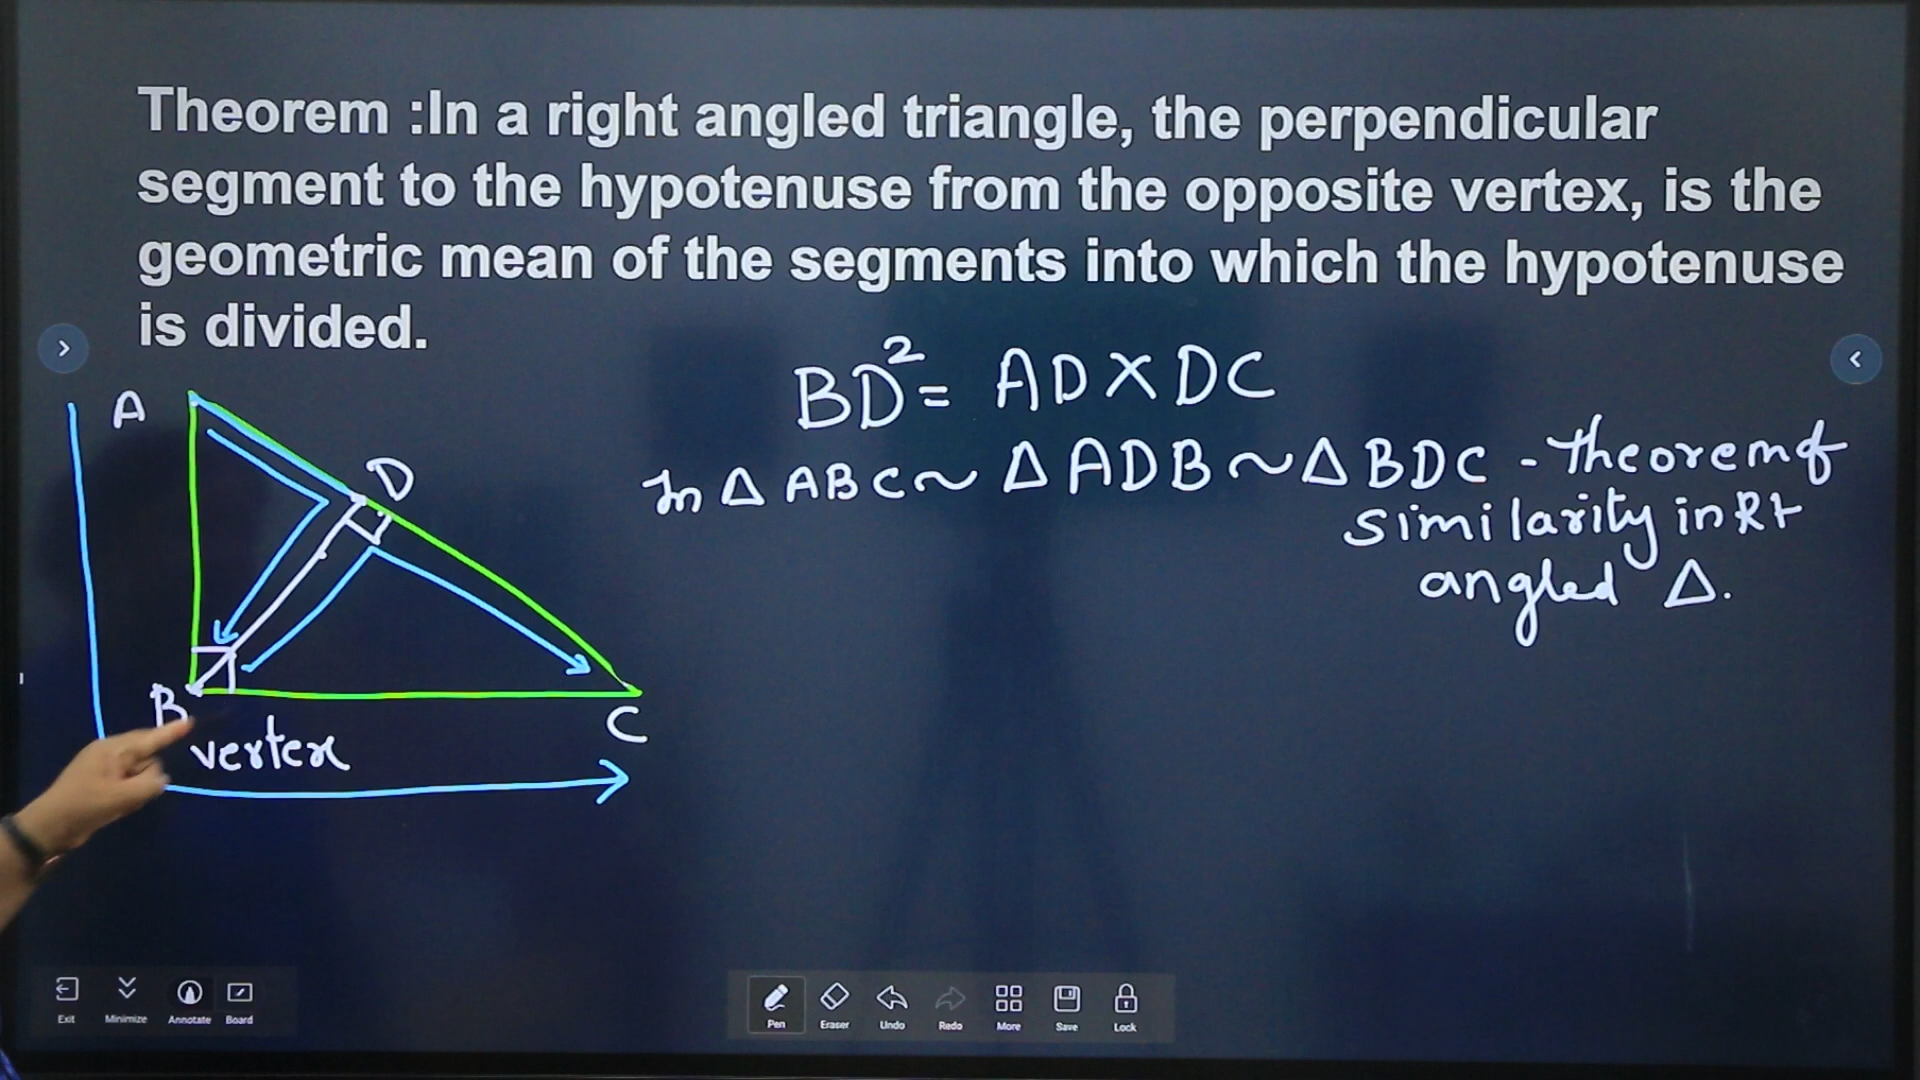 Theorem :In a right angled triangle, the perpendicular
segment to the hypotenuse from the opposite vertex, is the
geometric mean of the segments into which the hypotenuse
is divided.
BD² = AD × DC
In △ ABC ~ △ ADB ~ △ BDC - Theorem of
similarity in Rt
angled △.
A
D
B
C
vertex
Exit
Minimize
Annotate
Board
Pen
Eraser
Undo
Redo
More
Save
Lock